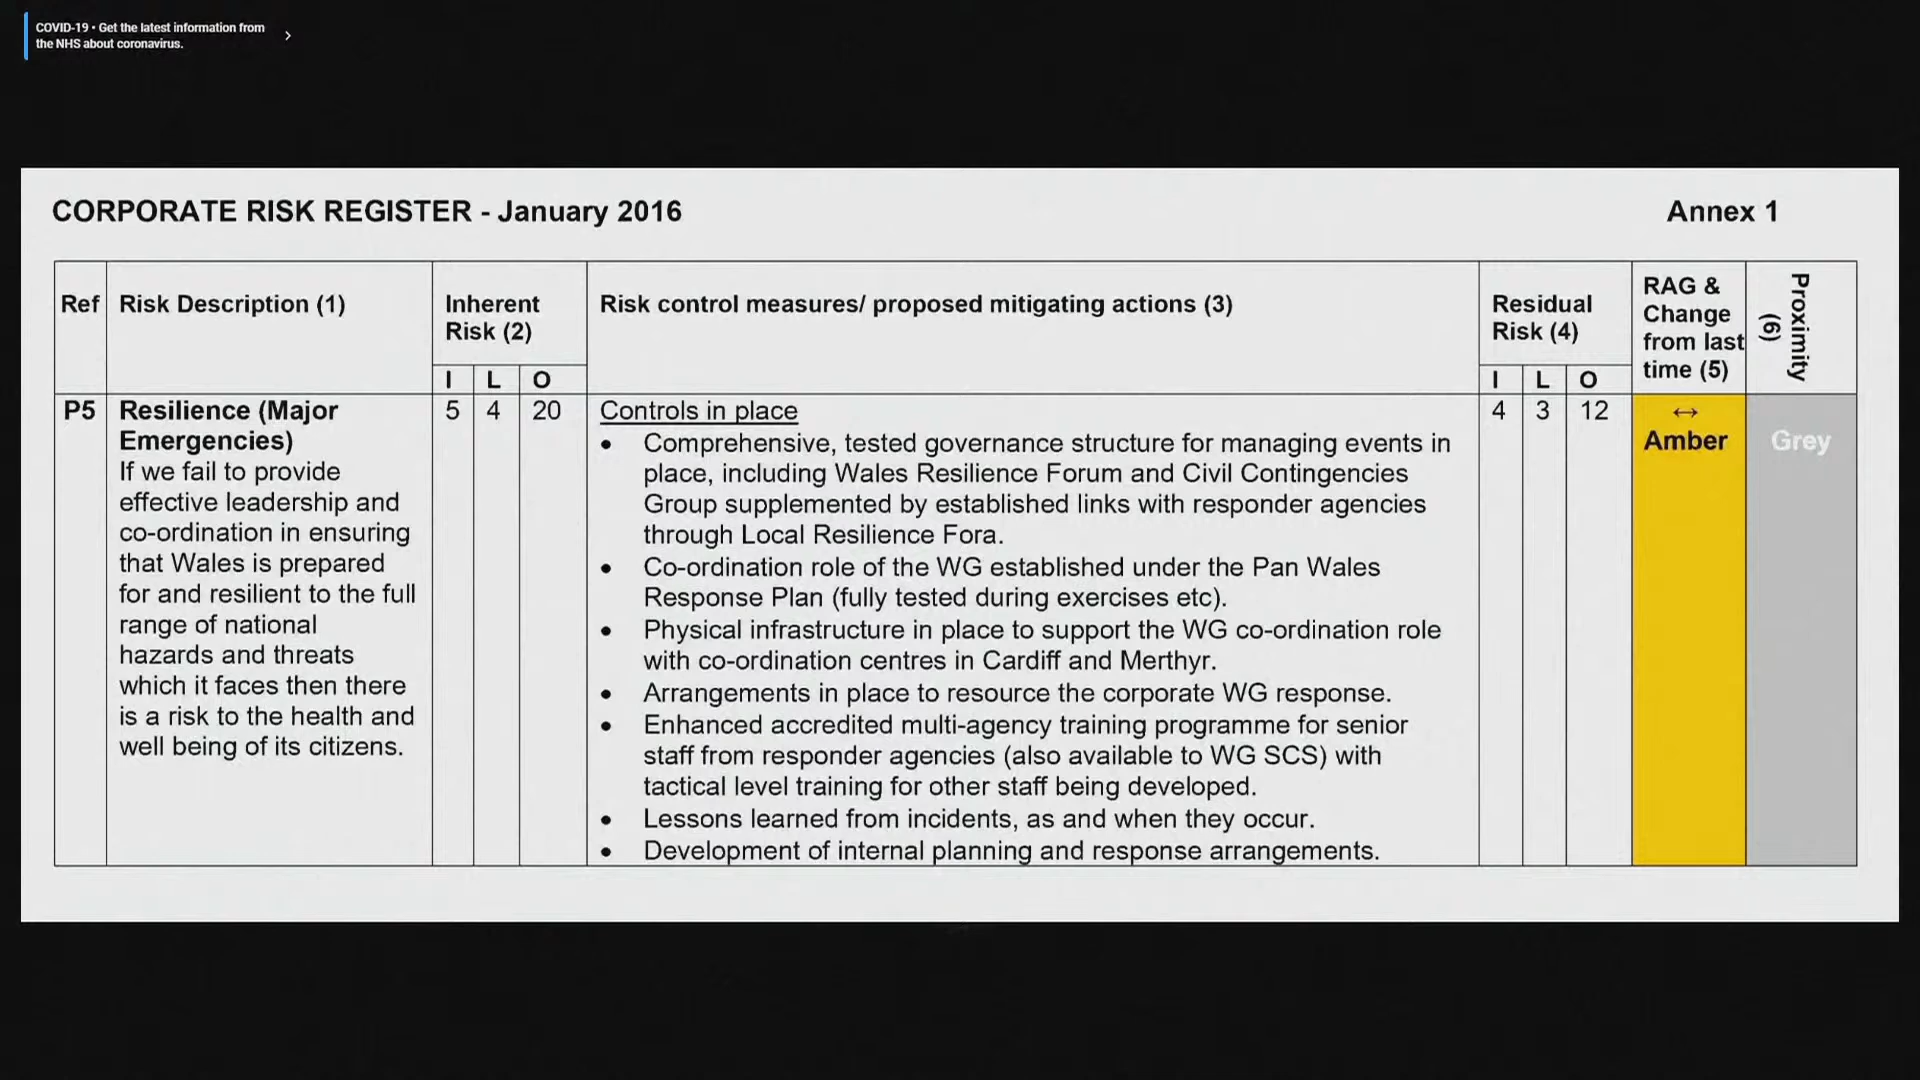 COVID-19 • Get the latest information from
the NHS about coronavirus.
CORPORATE RISK REGISTER - January 2016
Annex 1
Ref
Risk Description (1)
Inherent
Risk (2)
I L O
Risk control measures/ proposed mitigating actions (3)
Residual
Risk (4)
I L O
RAG &
Change
from last
time (5)
Proximity
(6)
P5
Resilience (Major
Emergencies)
If we fail to provide
effective leadership and
co-ordination in ensuring
that Wales is prepared
for and resilient to the full
range of national
hazards and threats
which it faces then there
is a risk to the health and
well being of its citizens.
5 4 20
Controls in place
• Comprehensive, tested governance structure for managing events in
place, including Wales Resilience Forum and Civil Contingencies
Group supplemented by established links with responder agencies
through Local Resilience Fora.
• Co-ordination role of the WG established under the Pan Wales
Response Plan (fully tested during exercises etc).
• Physical infrastructure in place to support the WG co-ordination role
with co-ordination centres in Cardiff and Merthyr.
• Arrangements in place to resource the corporate WG response.
• Enhanced accredited multi-agency training programme for senior
staff from responder agencies (also available to WG SCS) with
tactical level training for other staff being developed.
• Lessons learned from incidents, as and when they occur.
• Development of internal planning and response arrangements.
4 3 12
↔
Amber
Grey